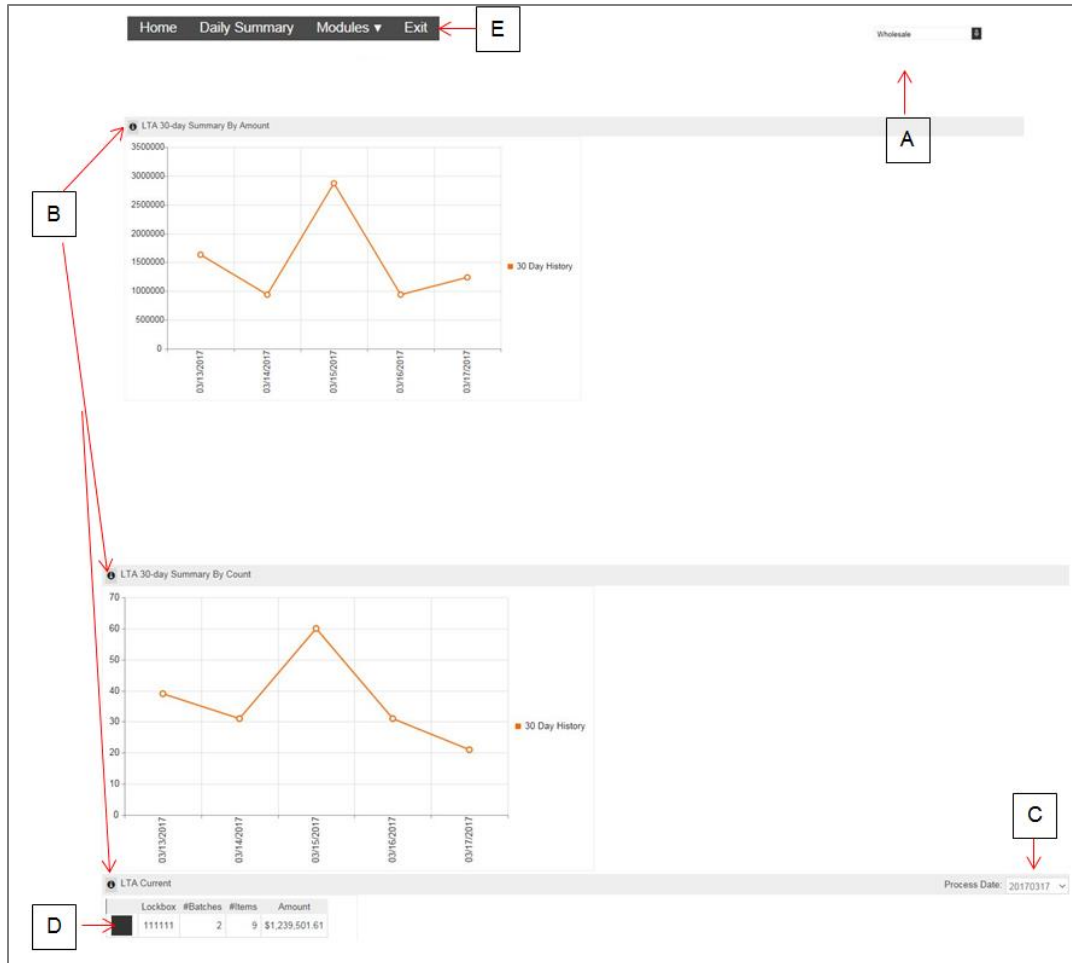 Home Daily Summary Modules ▼ Exit
E
Wholesale
A
LTA 30-day Summary By Amount
B
3500000
3000000
2500000
2000000
1500000
1000000
500000
0
30 Day History
03/13/2017
03/14/2017
03/15/2017
03/16/2017
03/17/2017
LTA 30-day Summary By Count
70
60
50
40
30
20
10
0
30 Day History
03/13/2017
03/14/2017
03/15/2017
03/16/2017
03/17/2017
C
LTA Current Process Date: 20170317
Lockbox #Batches #Items Amount
D
111111 2 9 $1,239,501.61